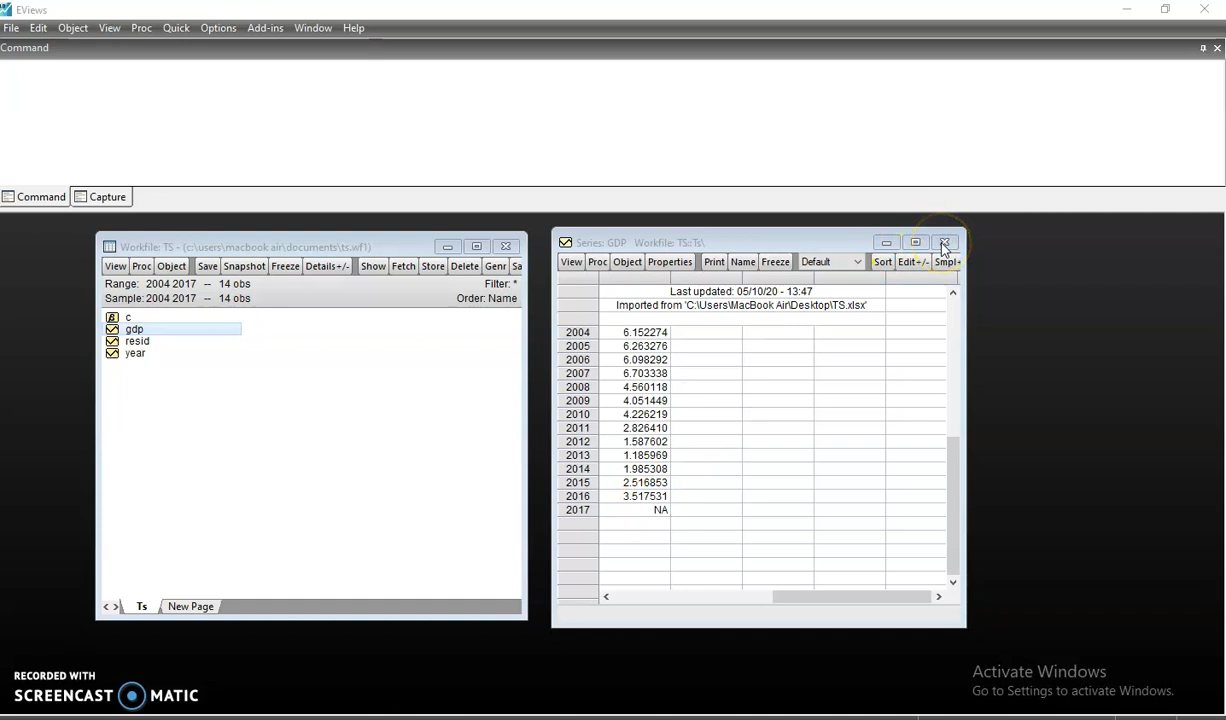 EViews
File Edit Object View Proc Quick Options Add-ins Window Help
Command
Command Capture
Workfile: TS - (c:\users\macbook air\documents\ts.wf1)
View Proc Object Save Snapshot Freeze Details+/- Show Fetch Store Delete Genr Sa
Range: 2004 2017 -- 14 obs Filter: *
Sample: 2004 2017 -- 14 obs Order: Name
c
gdp
resid
year
Ts New Page
Series: GDP Workfile: TS::Ts\
View Proc Object Properties Print Name Freeze Default Sort Edit+/- Smpl+
Last updated: 05/10/20 - 13:47
Imported from 'C:\Users\MacBook Air\Desktop\TS.xlsx'
2004 6.152274
2005 6.263276
2006 6.098292
2007 6.703338
2008 4.560118
2009 4.051449
2010 4.226219
2011 2.826410
2012 1.587602
2013 1.185969
2014 1.985308
2015 2.516853
2016 3.517531
2017 NA
RECORDED WITH
SCREENCAST MATIC
Activate Windows
Go to Settings to activate Windows.